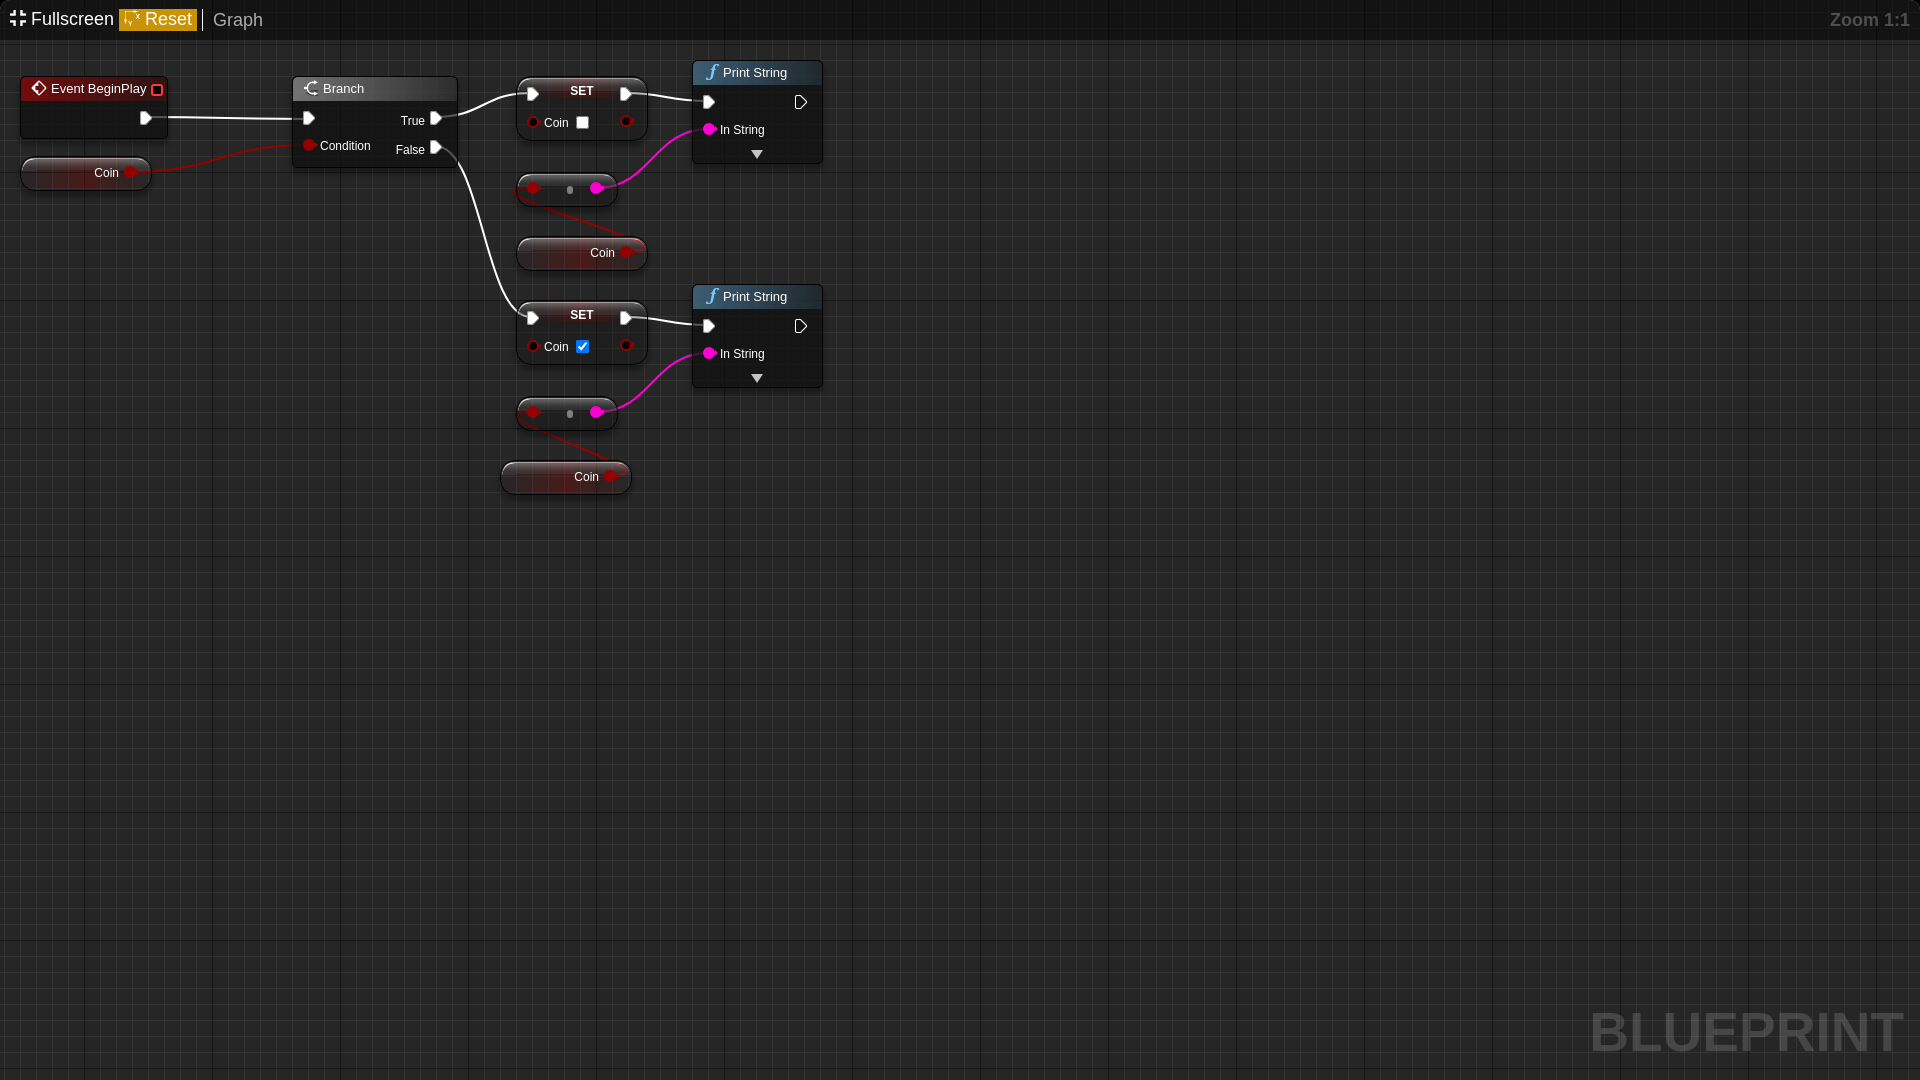 Fullscreen Reset Graph Zoom 1:1
Event BeginPlay
Coin
Branch
True
Condition
False
SET
Coin
Print String
In String
Coin
SET
Coin
Print String
In String
Coin
BLUEPRINT